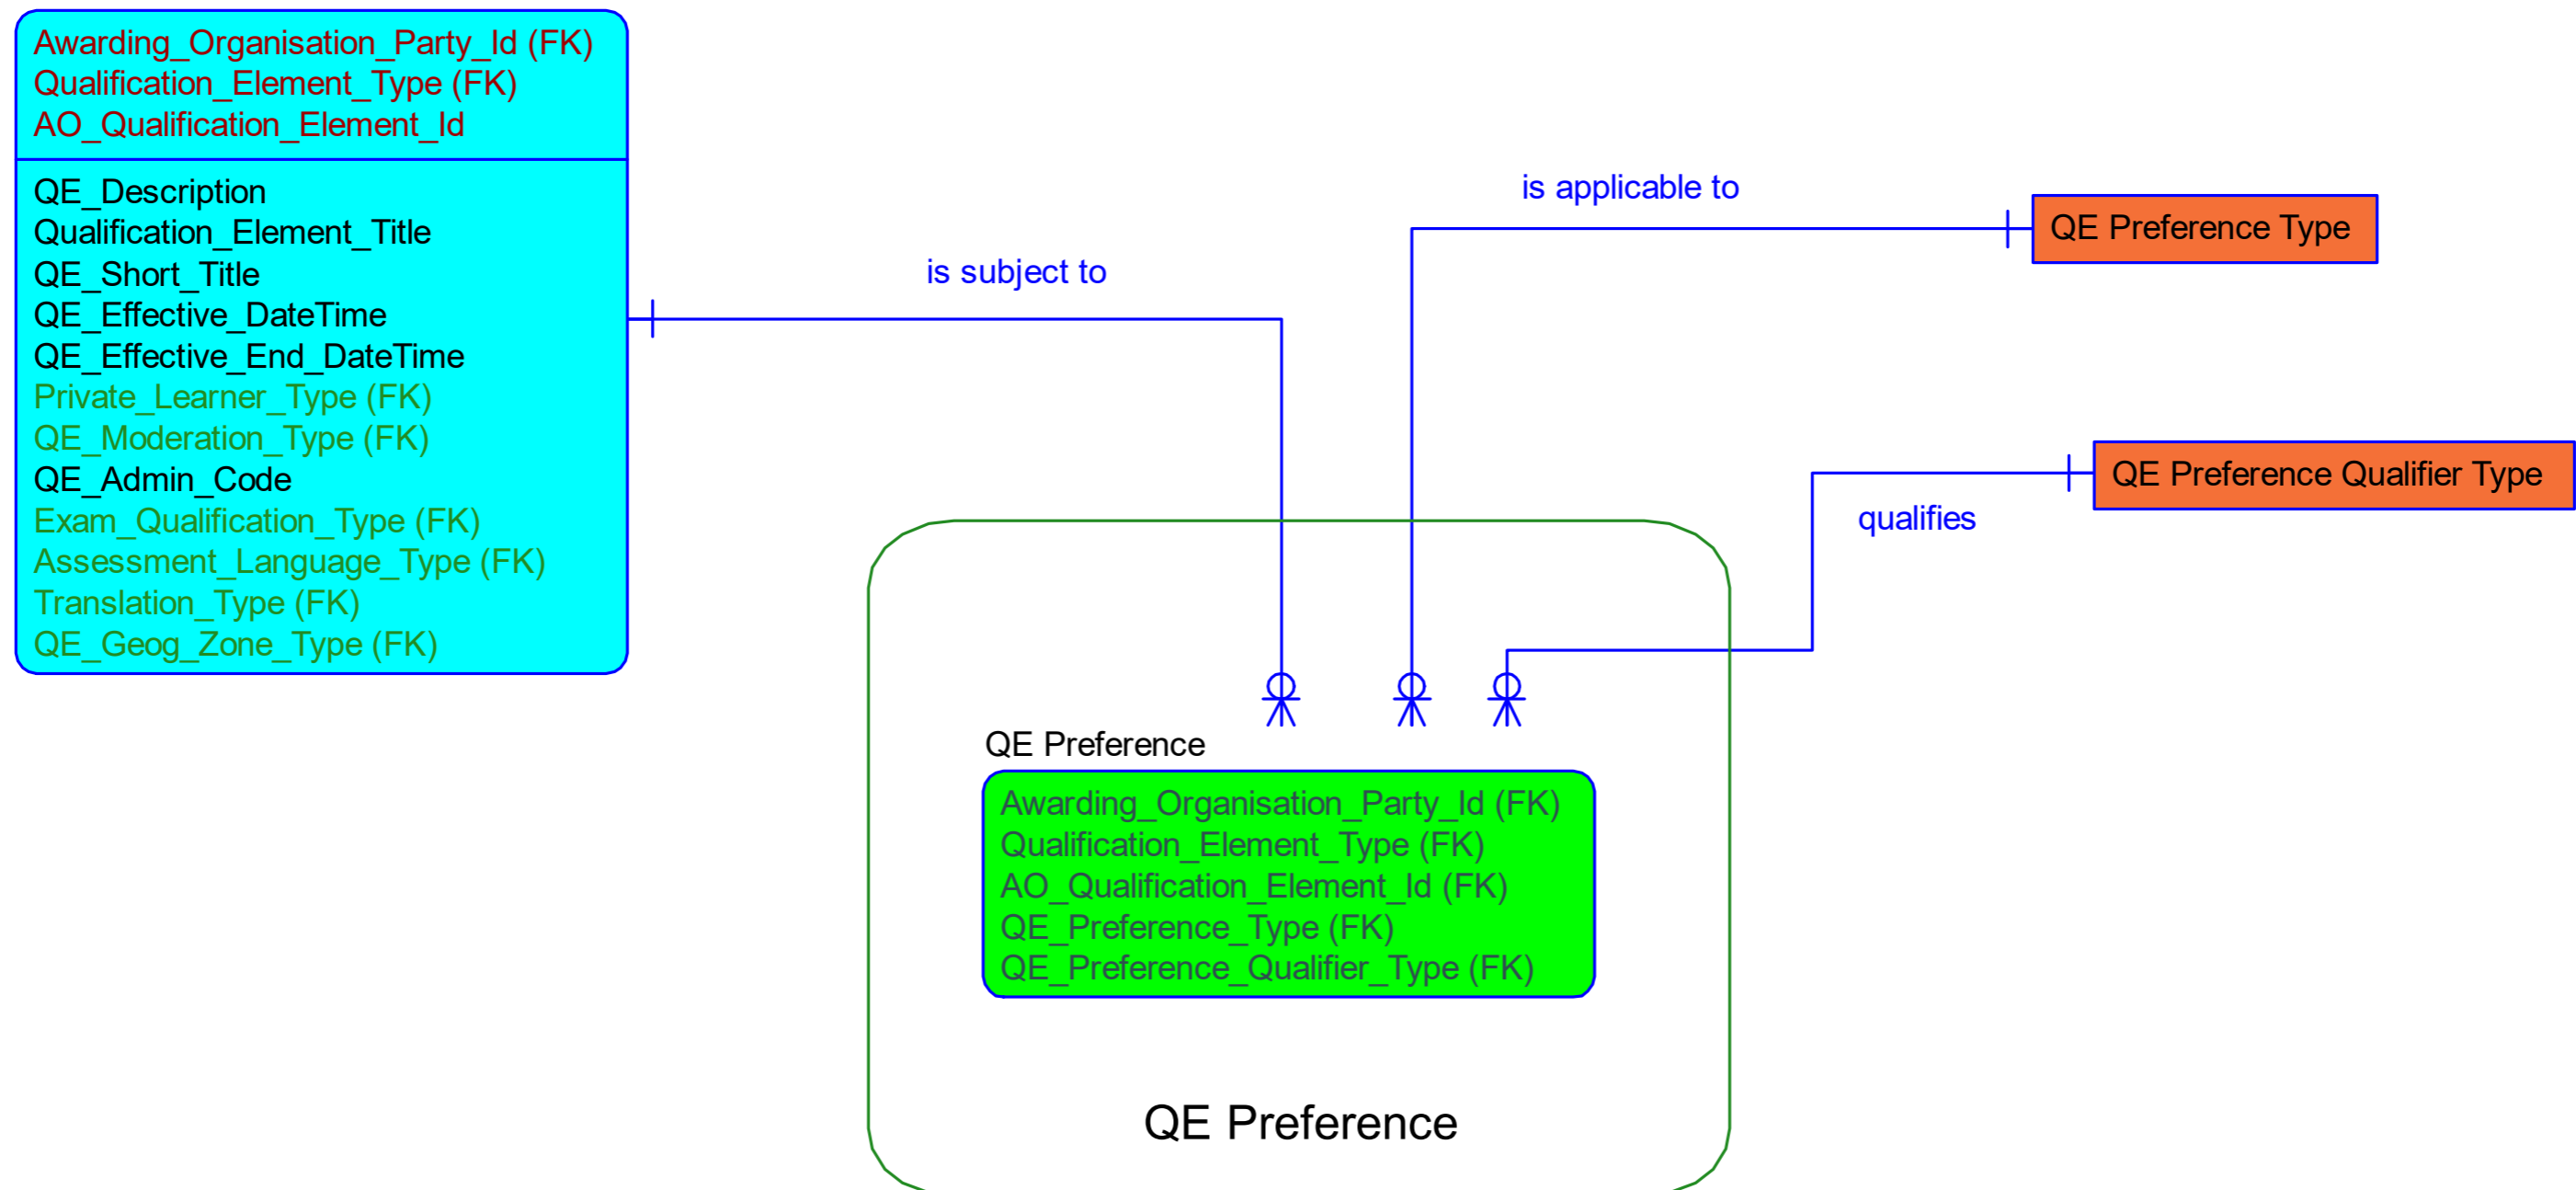 Awarding_Organisation_Party_Id (FK)
Qualification_Element_Type (FK)
AO_Qualification_Element_Id
QE_Description
Qualification_Element_Title
QE_Short_Title
QE_Effective_DateTime
QE_Effective_End_DateTime
Private_Learner_Type (FK)
QE_Moderation_Type (FK)
QE_Admin_Code
Exam_Qualification_Type (FK)
Assessment_Language_Type (FK)
Translation_Type (FK)
QE_Geog_Zone_Type (FK)
is subject to
is applicable to
QE Preference Type
QE Preference Qualifier Type
qualifies
QE Preference
Awarding_Organisation_Party_Id (FK)
Qualification_Element_Type (FK)
AO_Qualification_Element_Id (FK)
QE_Preference_Type (FK)
QE_Preference_Qualifier_Type (FK)
QE Preference